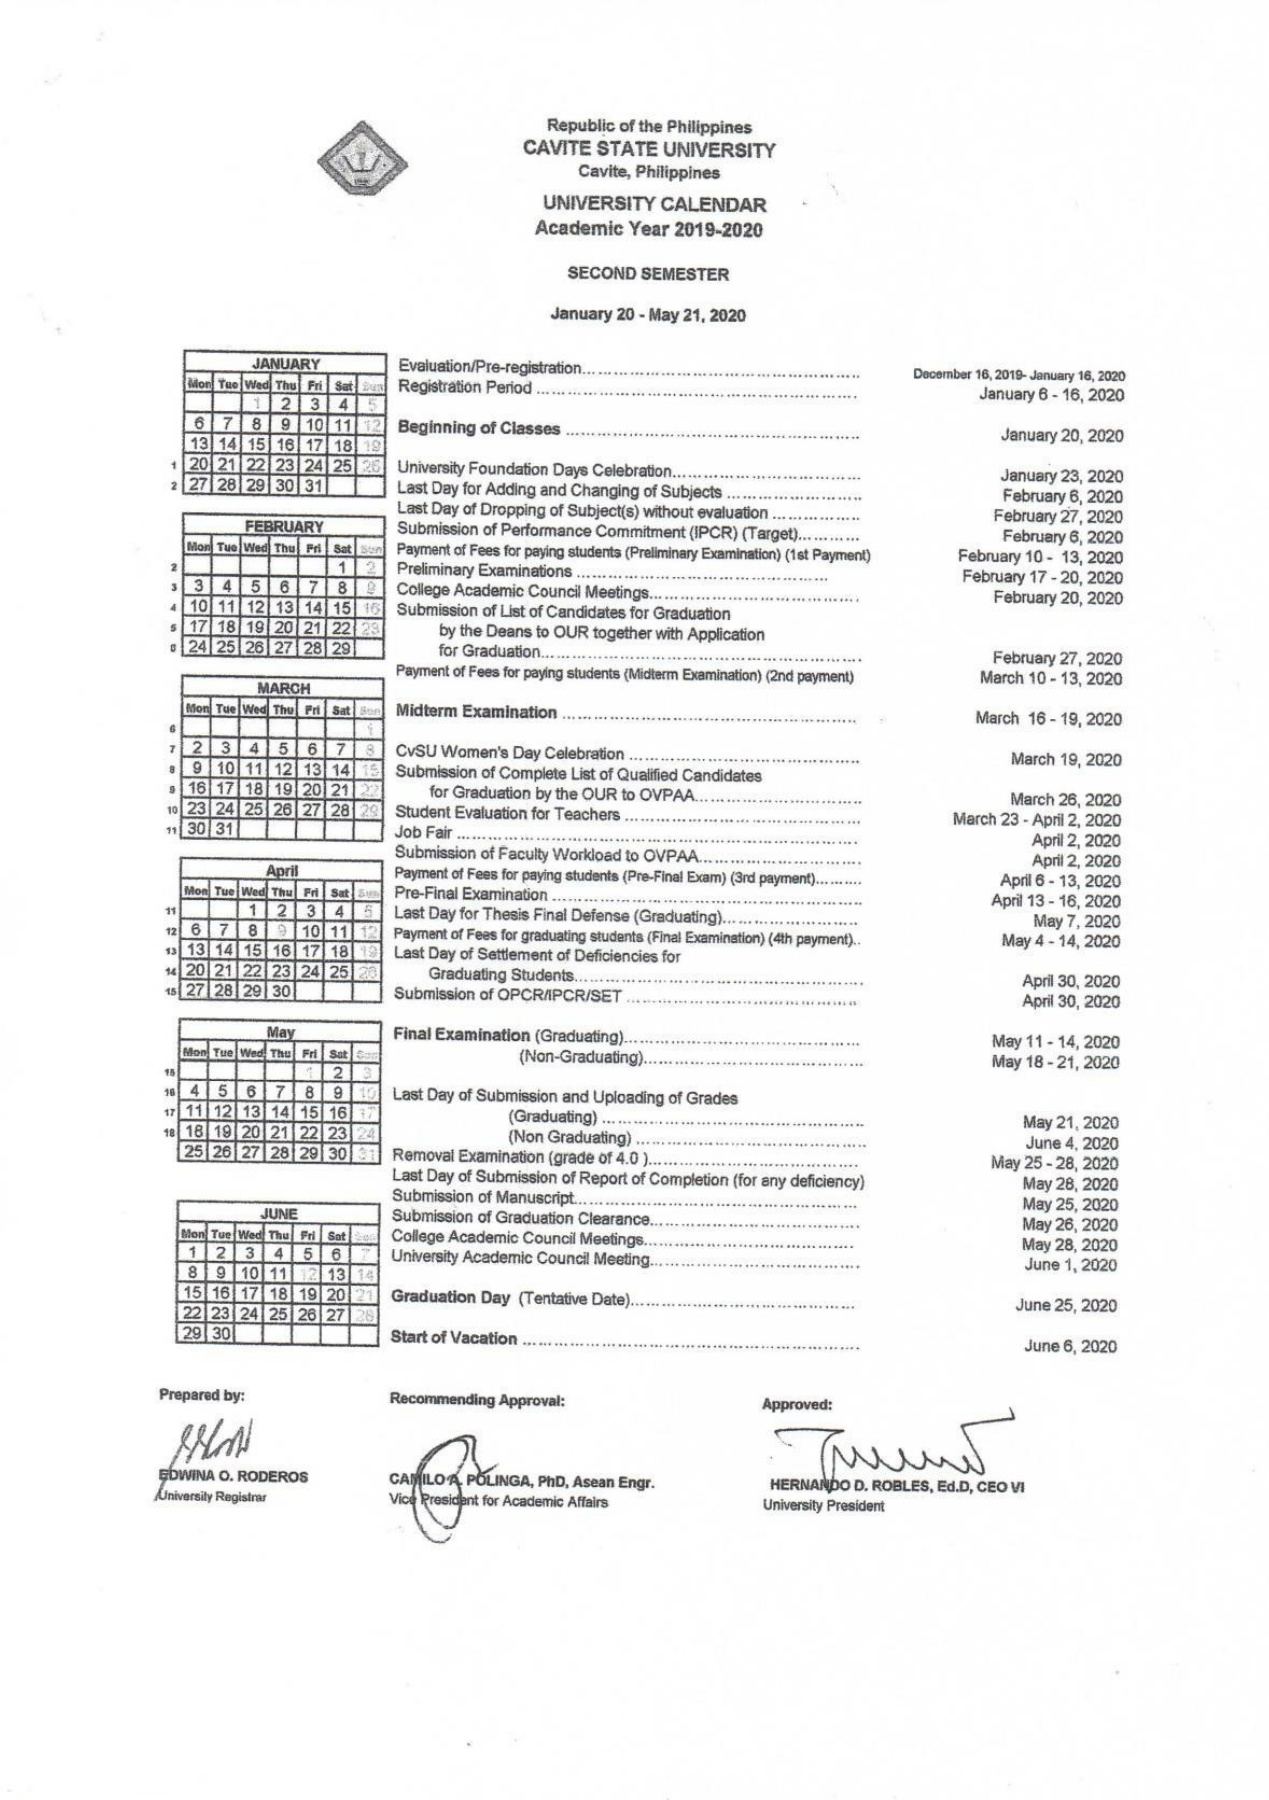 Republic of the Philippines
CAVITE STATE UNIVERSITY
Cavite, Philippines
UNIVERSITY CALENDAR
Academic Year 2019-2020
SECOND SEMESTER
January 20 - May 21, 2020
JANUARY
Mon Tue Wed Thu Fri Sat Sun
1 2 3 4 5
6 7 8 9 10 11 12
13 14 15 16 17 18 19
1 20 21 22 23 24 25 26
2 27 28 29 30 31
FEBRUARY
Mon Tue Wed Thu Fri Sat Sun
2 1 2
3 3 4 5 6 7 8 9
4 10 11 12 13 14 15 16
5 17 18 19 20 21 22 23
6 24 25 26 27 28 29
MARCH
Mon Tue Wed Thu Fri Sat Sun
6 1
7 2 3 4 5 6 7 8
8 9 10 11 12 13 14 15
9 16 17 18 19 20 21 22
10 23 24 25 26 27 28 29
11 30 31
April
Mon Tue Wed Thu Fri Sat Sun
11 1 2 3 4 5
12 6 7 8 9 10 11 12
13 13 14 15 16 17 18 19
14 20 21 22 23 24 25 26
15 27 28 29 30
May
Mon Tue Wed Thu Fri Sat Sun
15 1 2 3
16 4 5 6 7 8 9 10
17 11 12 13 14 15 16 17
18 18 19 20 21 22 23 24
25 26 27 28 29 30 31
JUNE
Mon Tue Wed Thu Fri Sat Sun
1 2 3 4 5 6 7
8 9 10 11 12 13 14
15 16 17 18 19 20 21
22 23 24 25 26 27 28
29 30
Evaluation/Pre-registration........ December 16, 2019- January 16, 2020
Registration Period ........ January 6 - 16, 2020
Beginning of Classes ........ January 20, 2020
University Foundation Days Celebration........ January 23, 2020
Last Day for Adding and Changing of Subjects ........ February 6, 2020
Last Day of Dropping of Subject(s) without evaluation ........ February 27, 2020
Submission of Performance Commitment (IPCR) (Target)........ February 6, 2020
Payment of Fees for paying students (Preliminary Examination) (1st Payment) February 10 - 13, 2020
Preliminary Examinations ........ February 17 - 20, 2020
College Academic Council Meetings........ February 20, 2020
Submission of List of Candidates for Graduation
by the Deans to OUR together with Application
for Graduation........ February 27, 2020
Payment of Fees for paying students (Midterm Examination) (2nd payment) March 10 - 13, 2020
Midterm Examination ........ March 16 - 19, 2020
CvSU Women's Day Celebration ........ March 19, 2020
Submission of Complete List of Qualified Candidates
for Graduation by the OUR to OVPAA........ March 26, 2020
Student Evaluation for Teachers ........ March 23 - April 2, 2020
Job Fair ........ April 2, 2020
Submission of Faculty Workload to OVPAA........ April 2, 2020
Payment of Fees for paying students (Pre-Final Exam) (3rd payment)........ April 6 - 13, 2020
Pre-Final Examination ........ April 13 - 16, 2020
Last Day for Thesis Final Defense (Graduating)........ May 7, 2020
Payment of Fees for graduating students (Final Examination) (4th payment).. May 4 - 14, 2020
Last Day of Settlement of Deficiencies for
Graduating Students........ April 30, 2020
Submission of OPCR/IPCR/SET ........ April 30, 2020
Final Examination (Graduating)........ May 11 - 14, 2020
(Non-Graduating)........ May 18 - 21, 2020
Last Day of Submission and Uploading of Grades
(Graduating) ........ May 21, 2020
(Non Graduating) ........ June 4, 2020
Removal Examination (grade of 4.0 )........ May 25 - 28, 2020
Last Day of Submission of Report of Completion (for any deficiency) May 28, 2020
Submission of Manuscript........ May 25, 2020
Submission of Graduation Clearance........ May 26, 2020
College Academic Council Meetings........ May 28, 2020
University Academic Council Meeting........ June 1, 2020
Graduation Day (Tentative Date)........ June 25, 2020
Start of Vacation ........ June 6, 2020
Prepared by:
EDWINA O. RODEROS
University Registrar
Recommending Approval:
CAMILO A. POLINGA, PhD, Asean Engr.
Vice President for Academic Affairs
Approved:
HERNANDO D. ROBLES, Ed.D, CEO VI
University President